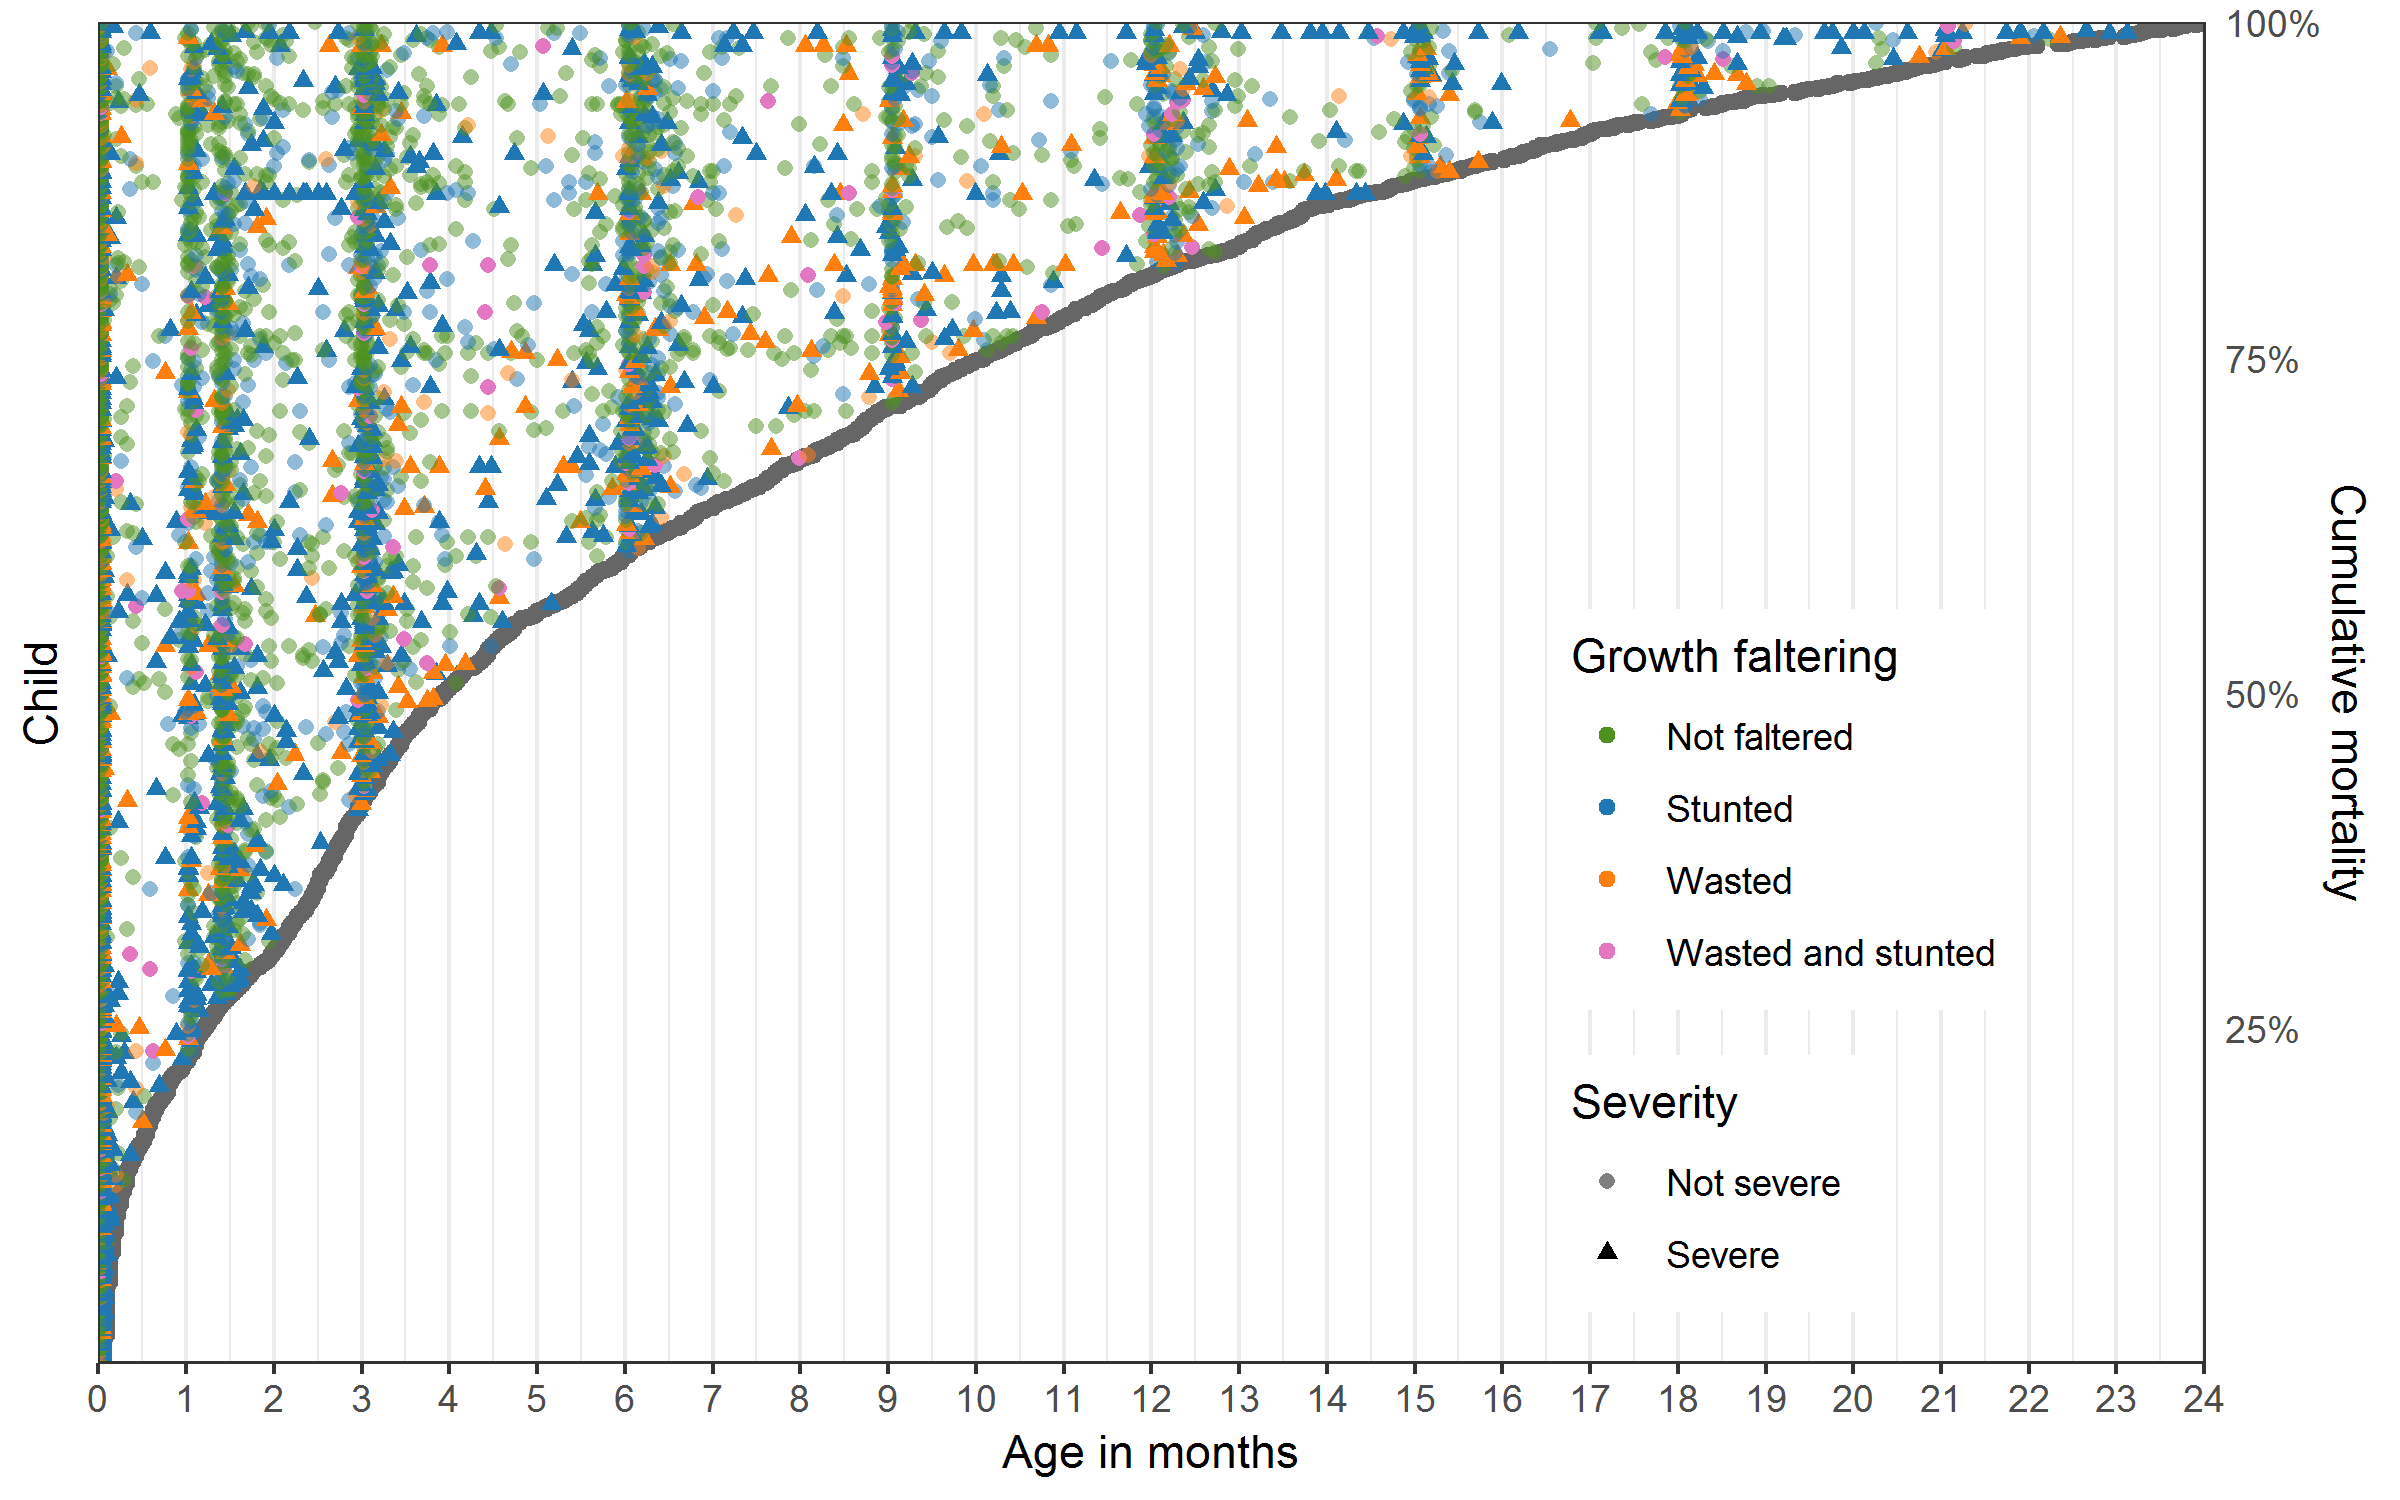 100%
75%
50%
25%
Child
Cumulative mortality
Growth faltering
Not faltered
Stunted
Wasted
Wasted and stunted
Severity
Not severe
Severe
0 1 2 3 4 5 6 7 8 9 10 11 12 13 14 15 16 17 18 19 20 21 22 23 24
Age in months